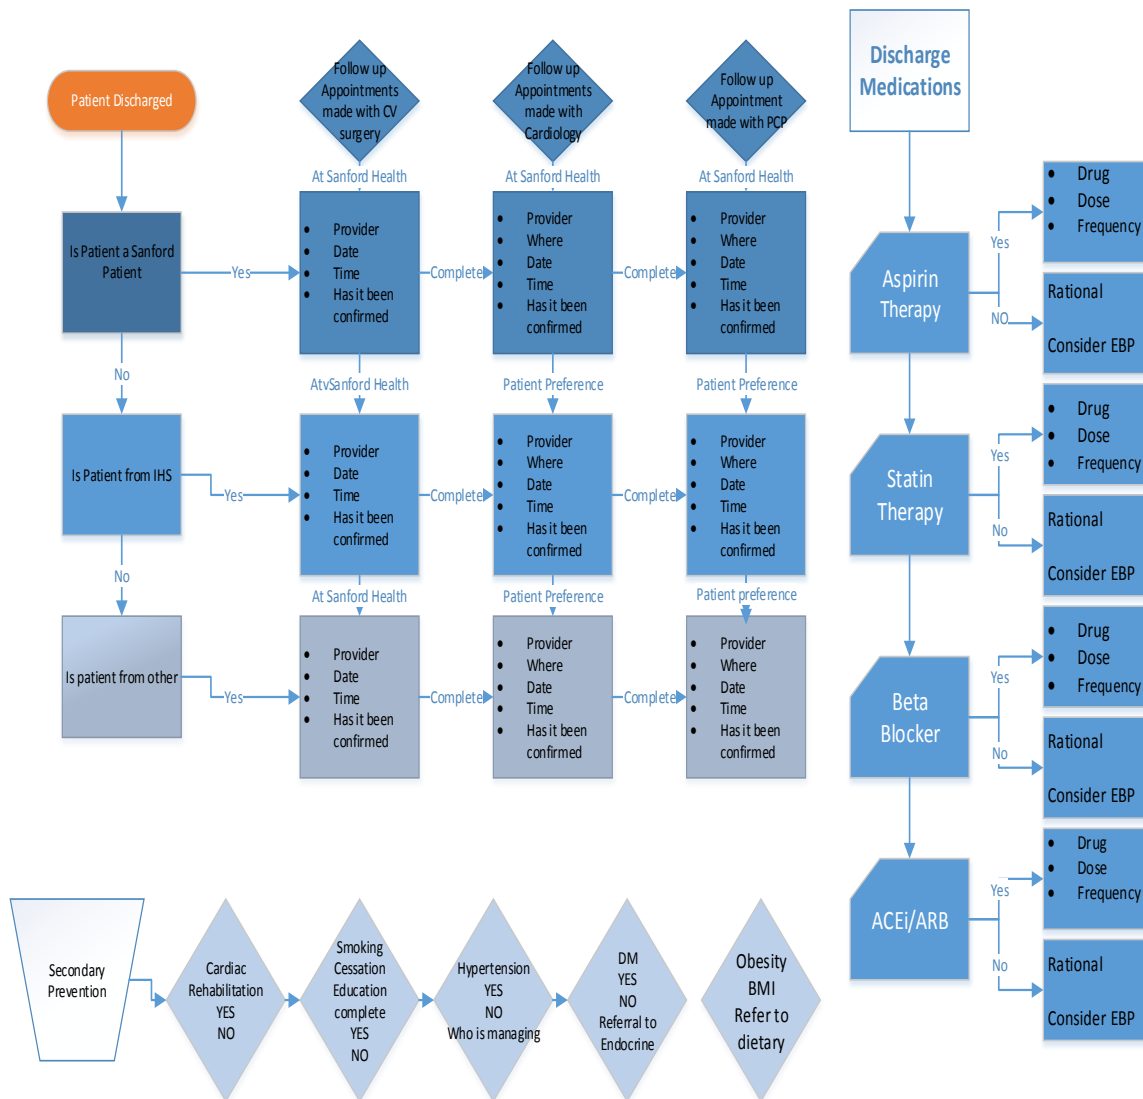 Patient Discharged
Follow up
Appointments
made with CV
surgery
Follow up
Appointments
made with
Cardiology
Follow up
Appointment
made with PCP
Discharge
Medications
At Sanford Health
At Sanford Health
At Sanford Health
Is Patient a Sanford
Patient
Yes
• Provider
• Date
• Time
• Has it been
confirmed
Complete
• Provider
• Where
• Date
• Time
• Has it been
confirmed
Complete
• Provider
• Where
• Date
• Time
• Has it been
confirmed
No
AtvSanford Health
Patient Preference
Patient Preference
Is Patient from IHS
Yes
• Provider
• Date
• Time
• Has it been
confirmed
Complete
• Provider
• Where
• Date
• Time
• Has it been
confirmed
Complete
• Provider
• Where
• Date
• Time
• Has it been
confirmed
No
At Sanford Health
Patient Preference
Patient preference
Is patient from other
Yes
• Provider
• Date
• Time
• Has it been
confirmed
Complete
• Provider
• Where
• Date
• Time
• Has it been
confirmed
Complete
• Provider
• Where
• Date
• Time
• Has it been
confirmed
Aspirin
Therapy
Yes
• Drug
• Dose
• Frequency
NO
Rational
Consider EBP
Statin
Therapy
Yes
• Drug
• Dose
• Frequency
No
Rational
Consider EBP
Beta
Blocker
Yes
• Drug
• Dose
• Frequency
No
Rational
Consider EBP
ACEi/ARB
Yes
• Drug
• Dose
• Frequency
No
Rational
Consider EBP
Secondary
Prevention
Cardiac
Rehabilitation
YES
NO
Smoking
Cessation
Education
complete
YES
NO
Hypertension
YES
NO
Who is managing
DM
YES
NO
Referral to
Endocrine
Obesity
BMI
Refer to
dietary